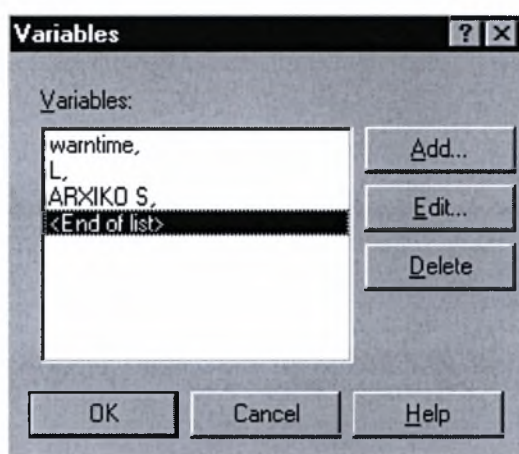 Variables ? ×
Variables:
warntime,
L,
ARXIKO S,
<End of list>
Add...
Edit...
Delete
OK Cancel Help